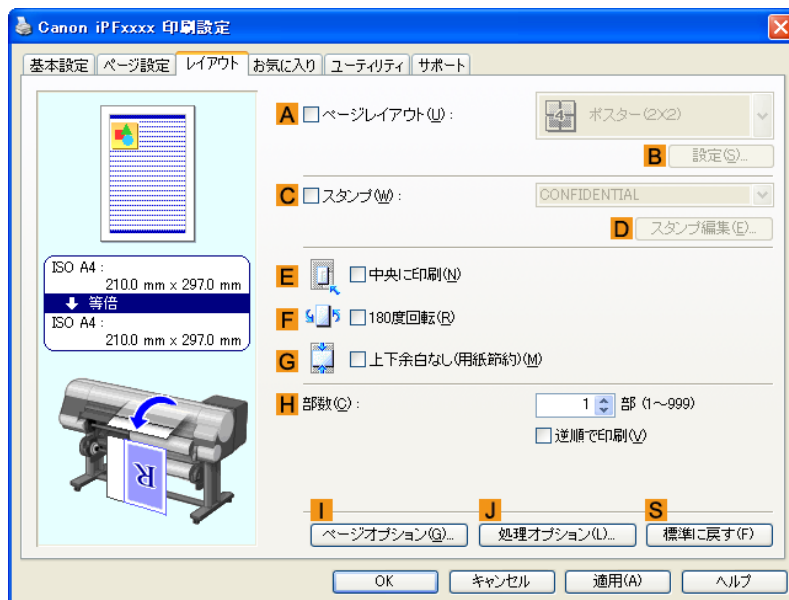 Canon iPFxxxx 印刷設定
基本設定 ページ設定 レイアウト お気に入り ユーティリティ サポート
A ページレイアウト(U) : 4 ポスター(2X2)
B 設定(S)...
C スタンプ(W) : CONFIDENTIAL
D スタンプ編集(E)...
ISO A4 :
210.0 mm x 297.0 mm
等倍
ISO A4 :
210.0 mm x 297.0 mm
E 中央に印刷(N)
F 180度回転(R)
G 上下余白なし(用紙節約)(M)
H 部数(C) : 1 部 (1~999)
逆順で印刷(V)
R
I J S
ページオプション(G)... 処理オプション(L)... 標準に戻す(F)
OK キャンセル 適用(A) ヘルプ